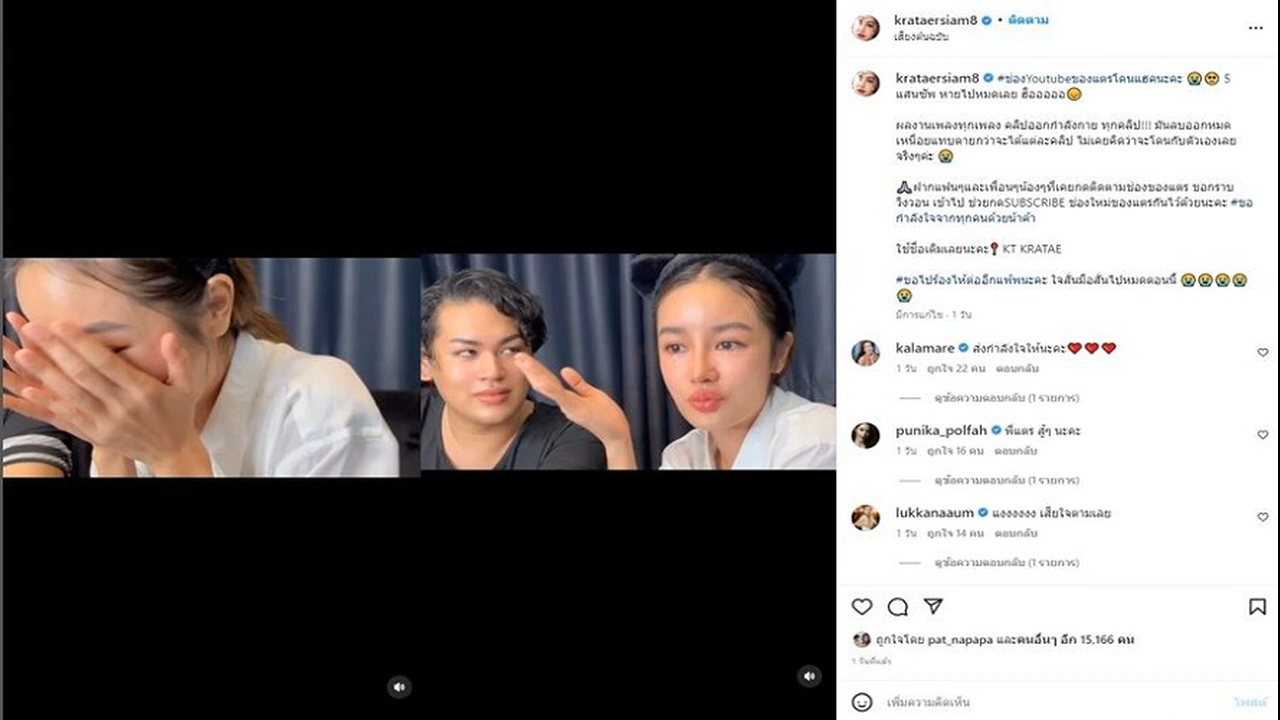 krataersiam8 • ติดตาม
เสียงต้นฉบับ
krataersiam8 #ช่องYoutubeของแตรโดนแฮคนะคะ 😭🥺 5
แสนซัพ หายไปหมดเลย ฮืออออออ😞
ผลงานเพลงทุกเพลง คลิปออกกำลังกาย ทุกคลิป!!! มันลบออกหมด
เหนื่อยแทบตายกว่าจะได้แต่ละคลิป ไม่เคยคิดว่าจะโดนกับตัวเองเลย
จริงๆค่ะ 😭
🙏ฝากแฟนๆและเพื่อนๆน้องๆที่เคยกดติดตามช่องของแตร ขอกราบ
วิงวอน เข้าไป ช่วยกดSUBSCRIBE ช่องใหม่ของแตรกันไว้ด้วยนะคะ #ขอ
กำลังใจจากทุกคนด้วยน้าค้า
ใช้ชื่อเดิมเลยนะคะ🎤 KT KRATAE
#ขอไปร้องไห้ต่ออีกแพ้พนะคะ ใจสั่นมือสั่นไปหมดตอนนี้ 😭😭😭😭
😭
มีการแก้ไข · 1 วัน
kalamare ส่งกำลังใจให้นะคะ❤❤❤
1 วัน ถูกใจ 22 คน ตอบกลับ
ดูข้อความตอบกลับ (1 รายการ)
punika_polfah พี่แตร สู้ๆ นะคะ
1 วัน ถูกใจ 16 คน ตอบกลับ
ดูข้อความตอบกลับ (1 รายการ)
lukkanaaum แงงงงงง เสียใจตามเลย
1 วัน ถูกใจ 14 คน ตอบกลับ
ดูข้อความตอบกลับ (1 รายการ)
ถูกใจโดย pat_napapa และคนอื่นๆ อีก 15,166 คน
1 วันที่แล้ว
เพิ่มความคิดเห็น
โพสต์